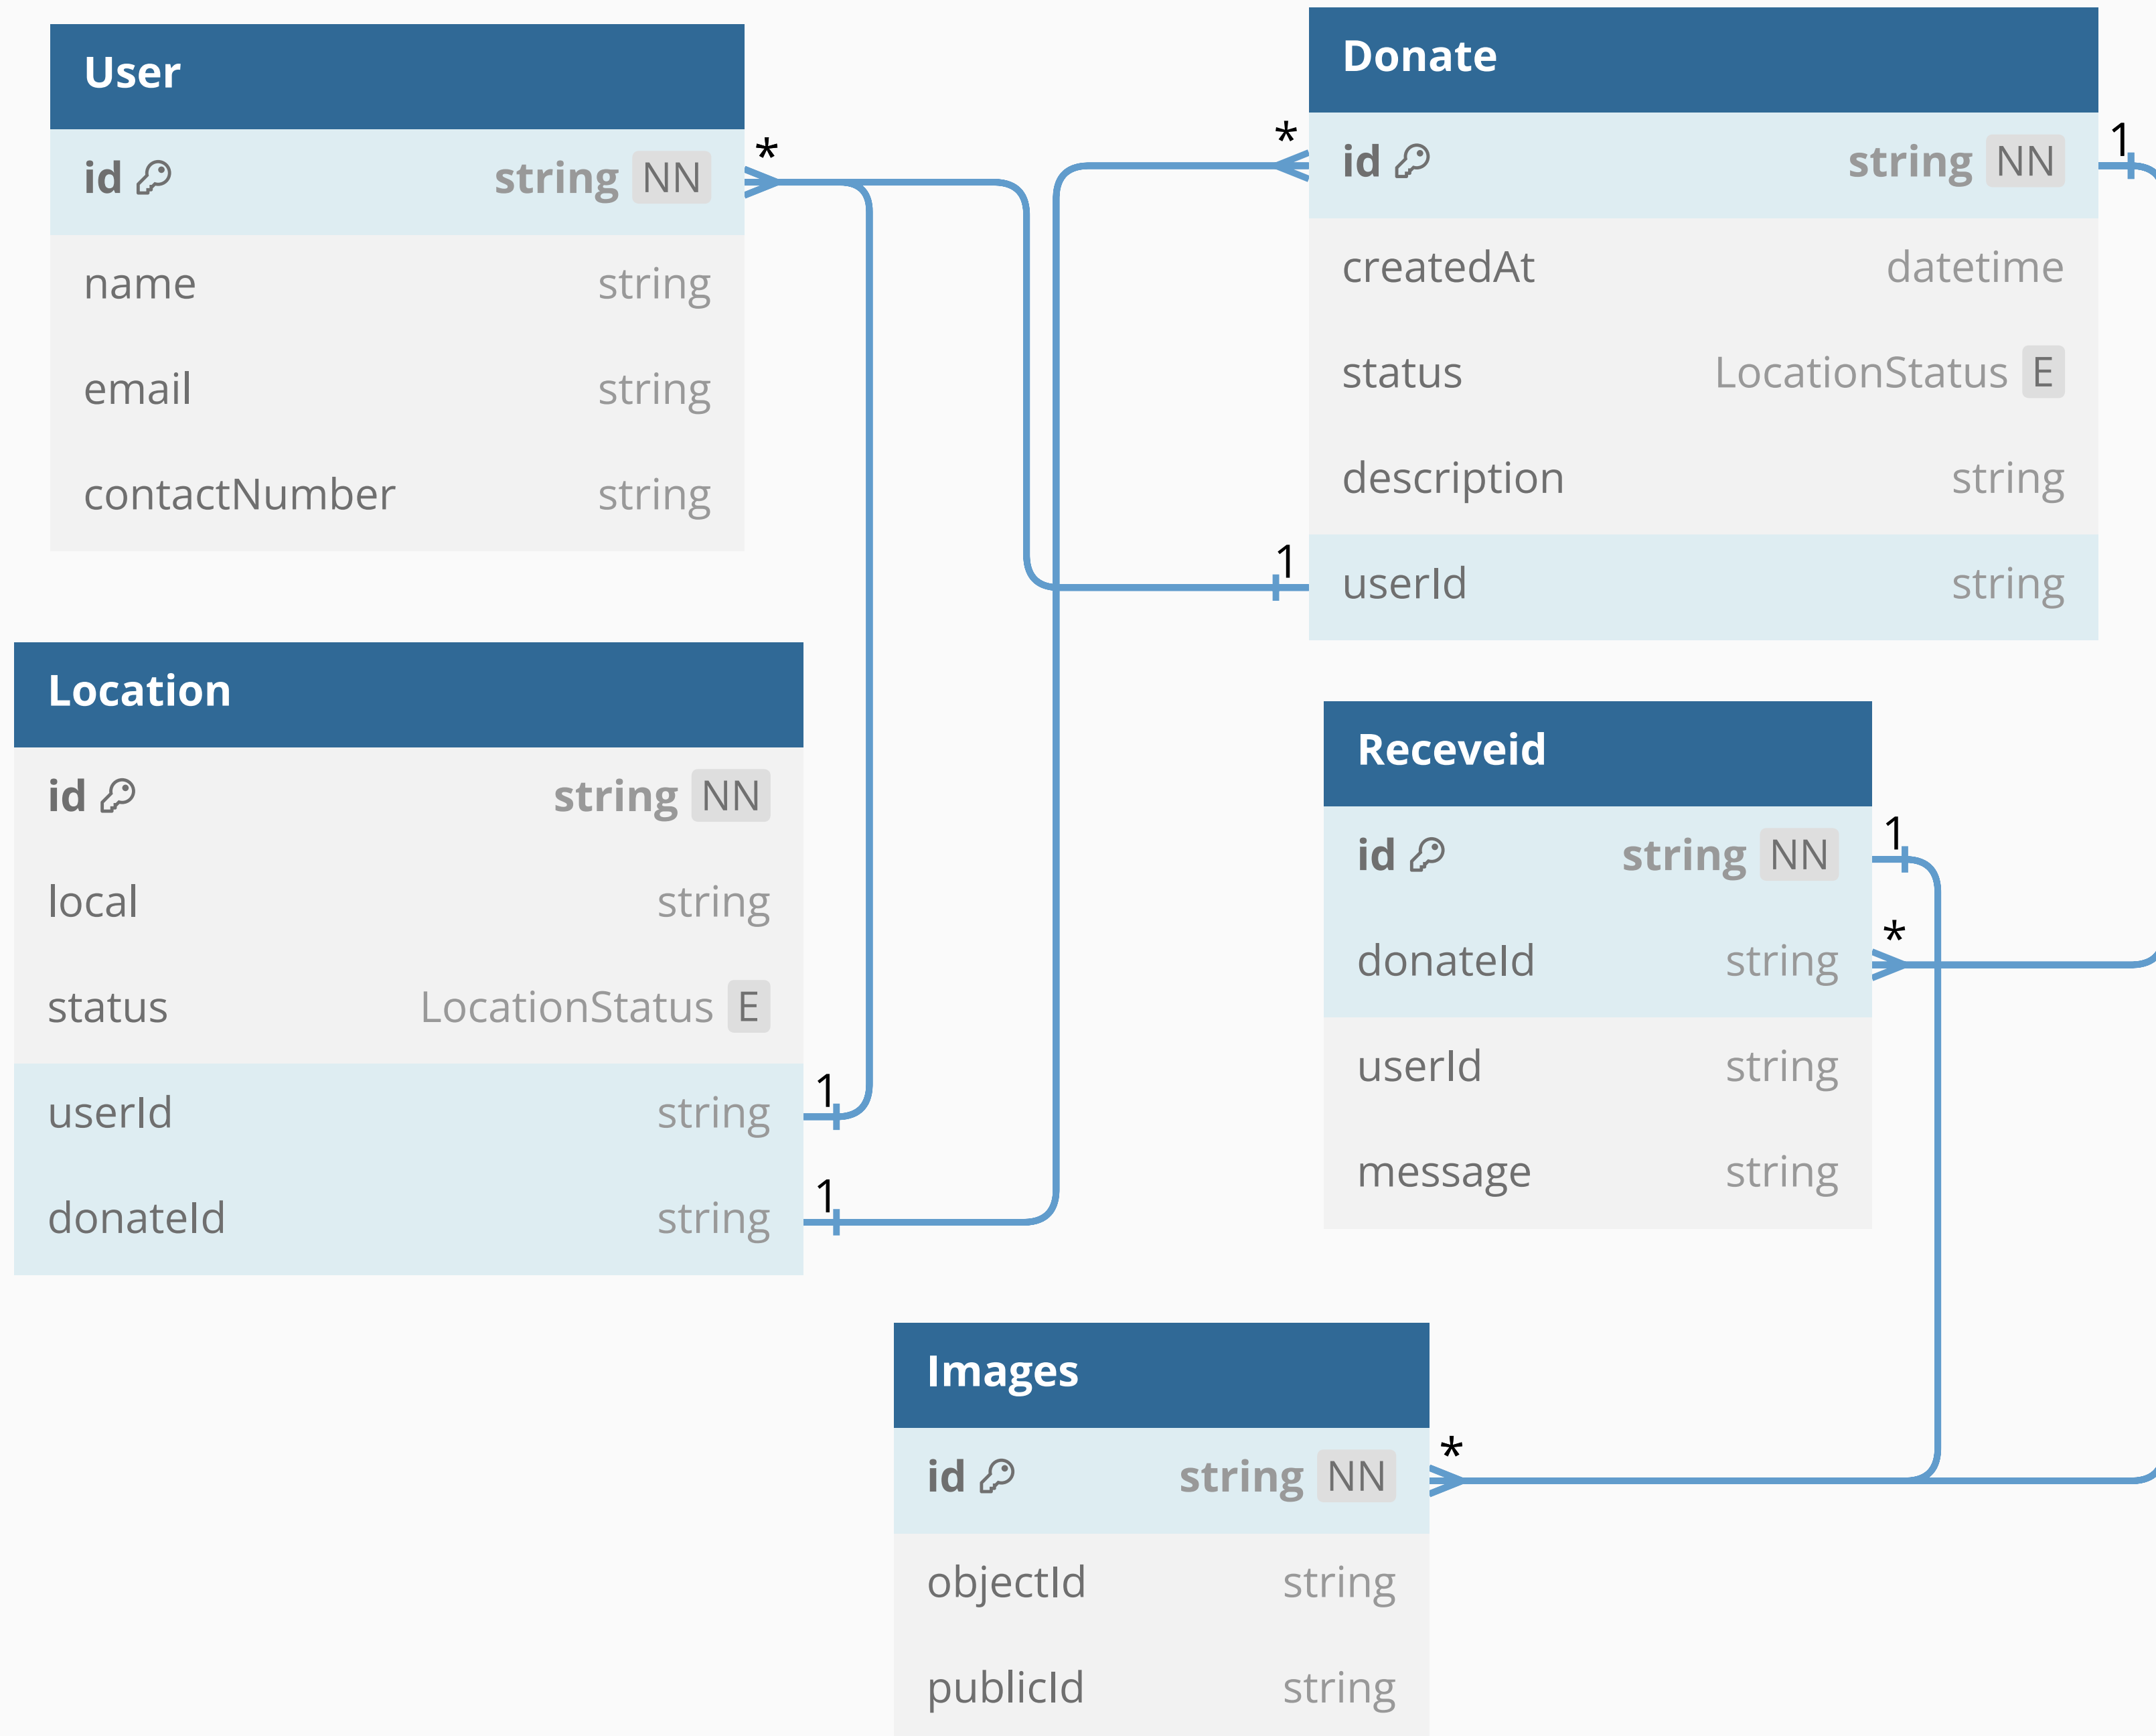 User
id string NN
name string
email string
contactNumber string
*
Donate
id string NN
createdAt datetime
status LocationStatus E
description string
userId string
*
1
1
Location
id string NN
local string
status LocationStatus E
userId string
donateId string
1
1
Receveid
id string NN
donateId string
userId string
message string
1
*
Images
id string NN
objectId string
publicId string
*